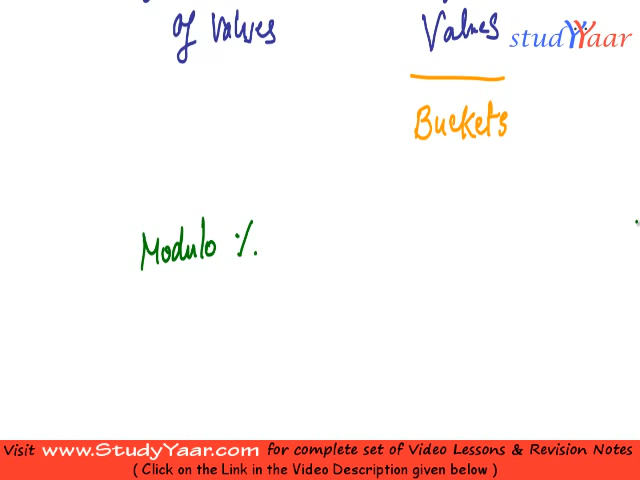 of values
Values
studYYaar
Buckets
Modulo %
Visit www.StudyYaar.com for complete set of Video Lessons & Revision Notes
( Click on the Link in the Video Description given below )